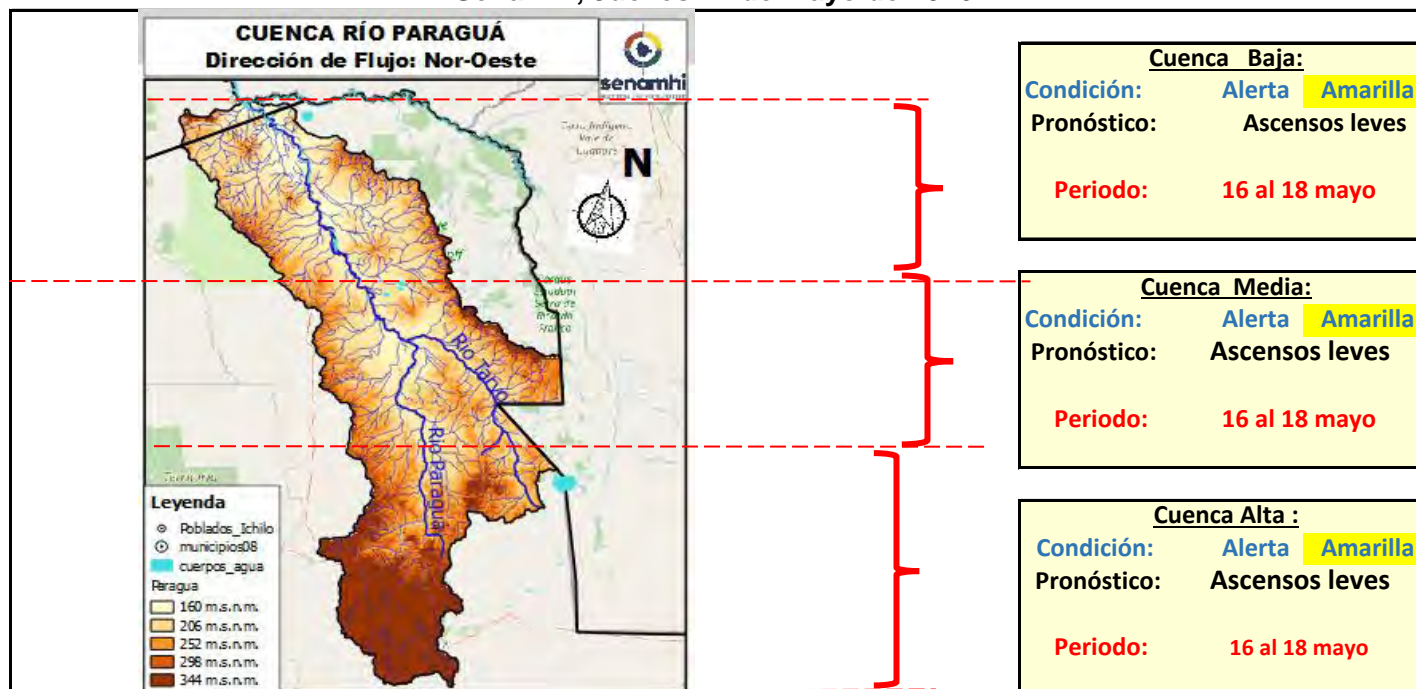 CUENCA RÍO PARAGUÁ
Dirección de Flujo: Nor-Oeste
senamhi
N
Río Tarvo
Río Paraguá
Leyenda
Poblados_Ichilo
municipios08
cuerpos_agua
Paragua
160 m.s.n.m.
206 m.s.n.m.
252 m.s.n.m.
298 m.s.n.m.
344 m.s.n.m.
Cuenca Baja:
Condición: Alerta Amarilla
Pronóstico: Ascensos leves
Periodo: 16 al 18 mayo
Cuenca Media:
Condición: Alerta Amarilla
Pronóstico: Ascensos leves
Periodo: 16 al 18 mayo
Cuenca Alta :
Condición: Alerta Amarilla
Pronóstico: Ascensos leves
Periodo: 16 al 18 mayo